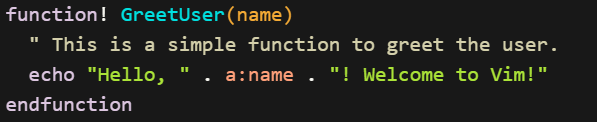 function! GreetUser(name)
  " This is a simple function to greet the user.
  echo "Hello, " . a:name . "! Welcome to Vim!"
endfunction